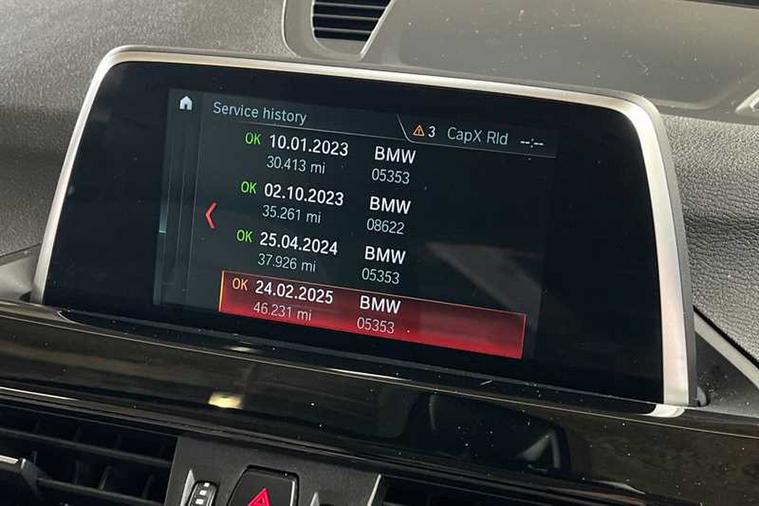 Service history
3 CapX Rld --:--
OK 10.01.2023 BMW
30.413 mi 05353
OK 02.10.2023 BMW
35.261 mi 08622
OK 25.04.2024 BMW
37.926 mi 05353
OK 24.02.2025 BMW
46.231 mi 05353